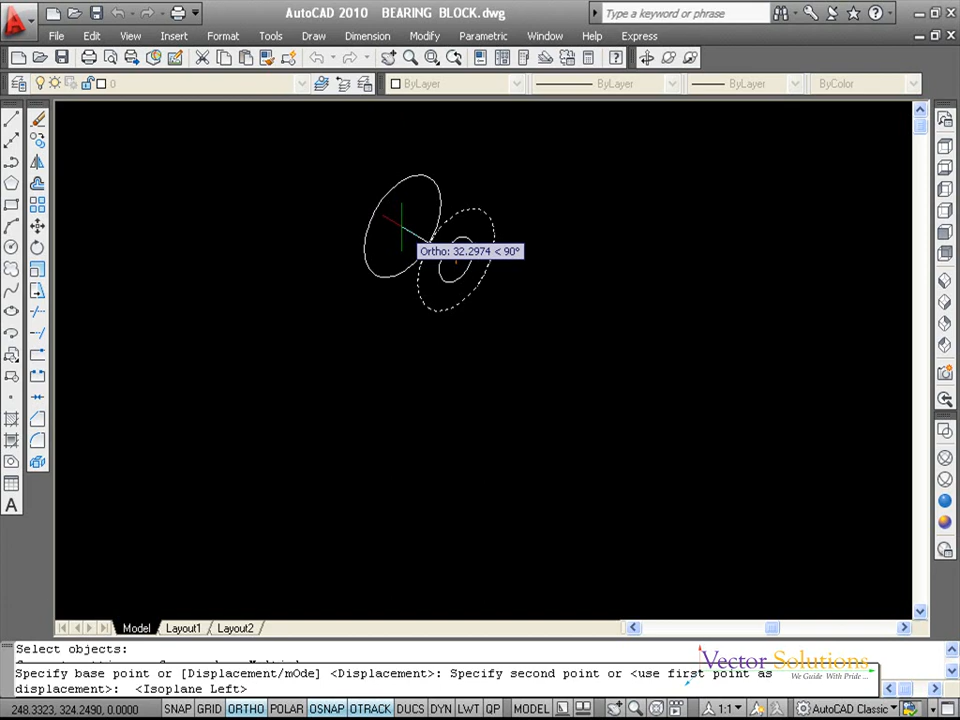 AutoCAD 2010 BEARING BLOCK.dwg
Type a keyword or phrase
File Edit View Insert Format Tools Draw Dimension Modify Parametric Window Help Express
0 ByLayer ByLayer ByLayer ByColor
Ortho: 32.2974 < 90°
A
Model Layout1 Layout2
Select objects:
Specify base point or [Displacement/mOde] <Displacement>: Specify second point or <use first point as
displacement>: <Isoplane Left>
Vector Solutions
We Guide With Pride ...
248.3323, 324.2490, 0.0000 SNAP GRID ORTHO POLAR OSNAP OTRACK DUCS DYN LWT QP MODEL 1:1 AutoCAD Classic